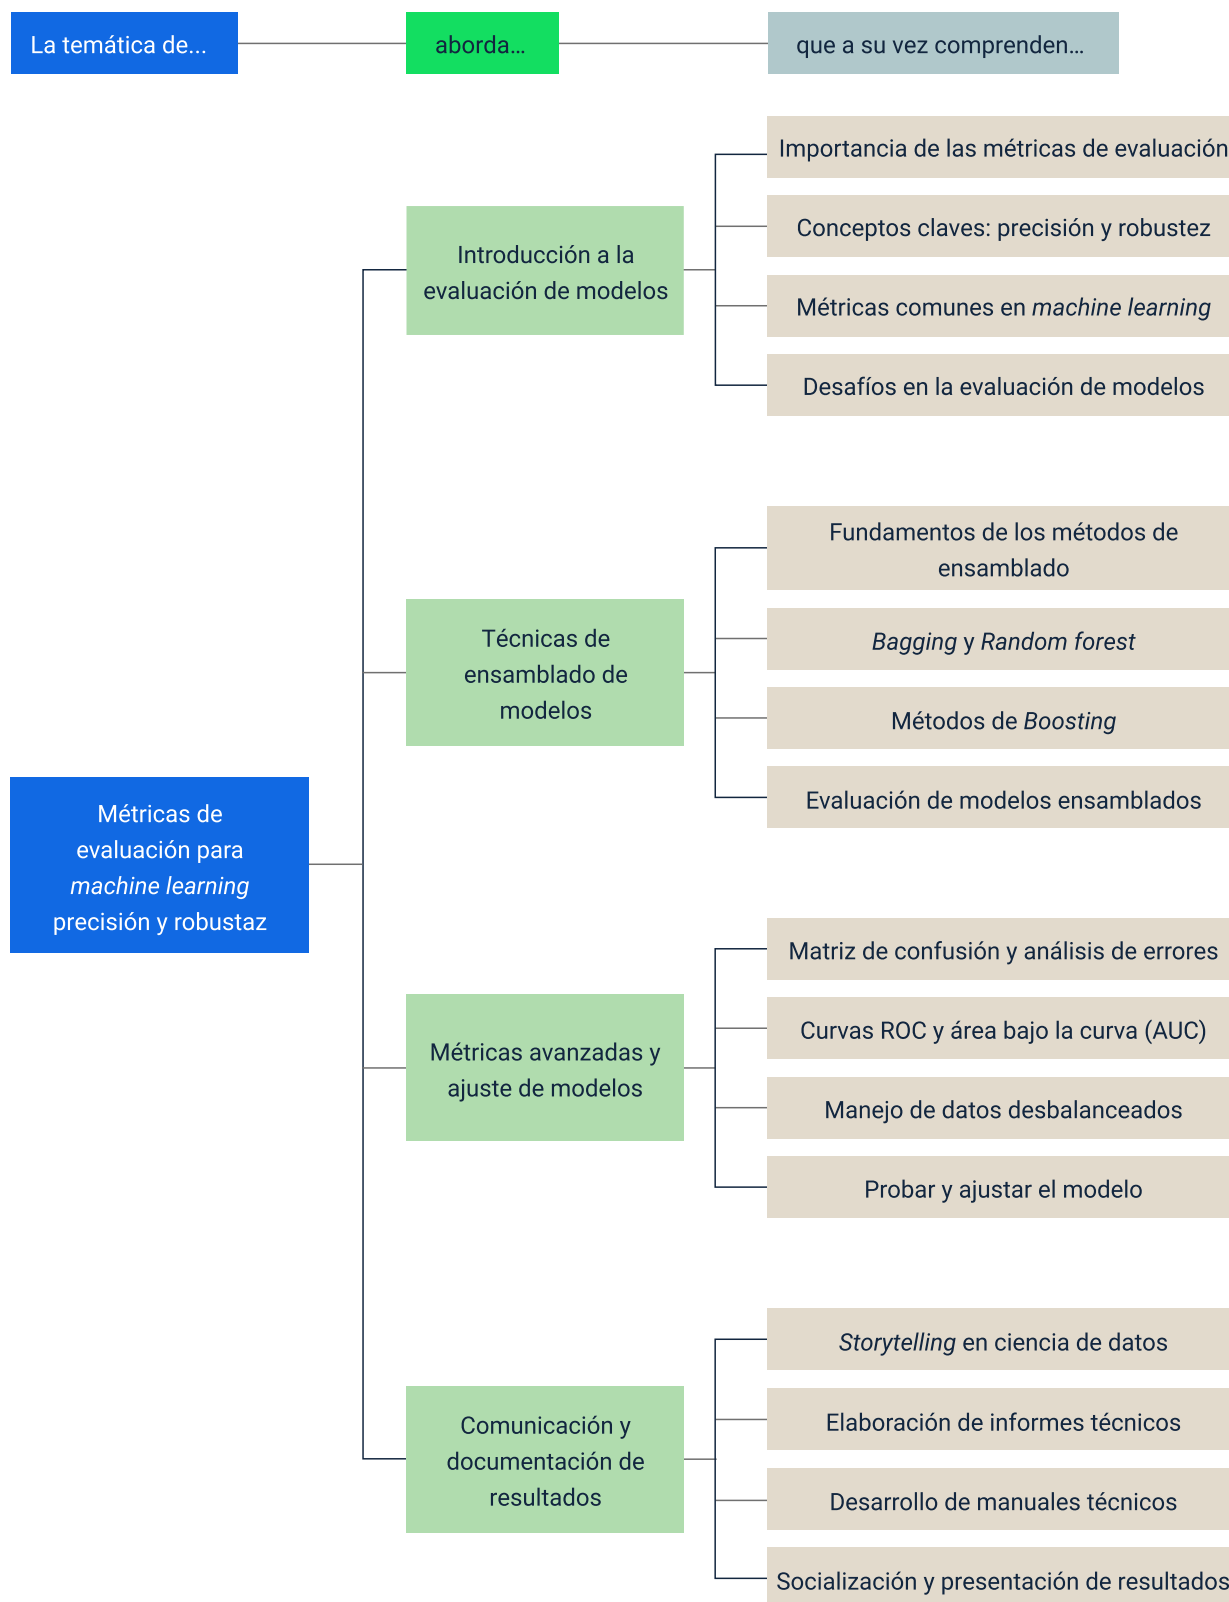 La temática de...
aborda...
que a su vez comprenden...
Métricas de
evaluación para
machine learning
precisión y robustaz
Introducción a la
evaluación de modelos
Importancia de las métricas de evaluación
Conceptos claves: precisión y robustez
Métricas comunes en machine learning
Desafíos en la evaluación de modelos
Técnicas de
ensamblado de
modelos
Fundamentos de los métodos de
ensamblado
Bagging y Random forest
Métodos de Boosting
Evaluación de modelos ensamblados
Métricas avanzadas y
ajuste de modelos
Matriz de confusión y análisis de errores
Curvas ROC y área bajo la curva (AUC)
Manejo de datos desbalanceados
Probar y ajustar el modelo
Comunicación y
documentación de
resultados
Storytelling en ciencia de datos
Elaboración de informes técnicos
Desarrollo de manuales técnicos
Socialización y presentación de resultados